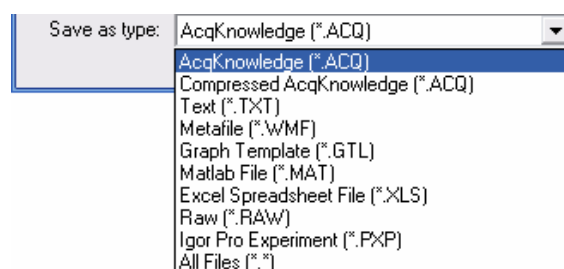 Save as type: AcqKnowledge (*.ACQ)
AcqKnowledge (*.ACQ)
Compressed AcqKnowledge (*.ACQ)
Text (*.TXT)
Metafile (*.WMF)
Graph Template (*.GTL)
Matlab File (*.MAT)
Excel Spreadsheet File (*.XLS)
Raw (*.RAW)
Igor Pro Experiment (*.PXP)
All Files (*.*)